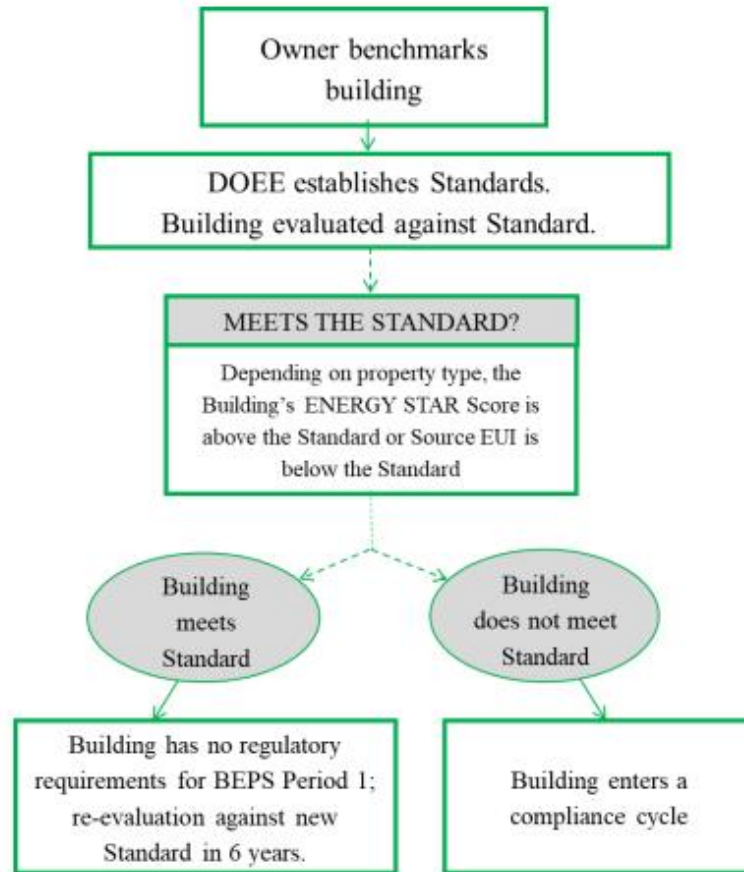 Owner benchmarks
building
DOEE establishes Standards.
Building evaluated against Standard.
MEETS THE STANDARD?
Depending on property type, the
Building's ENERGY STAR Score is
above the Standard or Source EUI is
below the Standard
Building
meets
Standard
Building
does not meet
Standard
Building has no regulatory
requirements for BEPS Period 1;
re-evaluation against new
Standard in 6 years.
Building enters a
compliance cycle